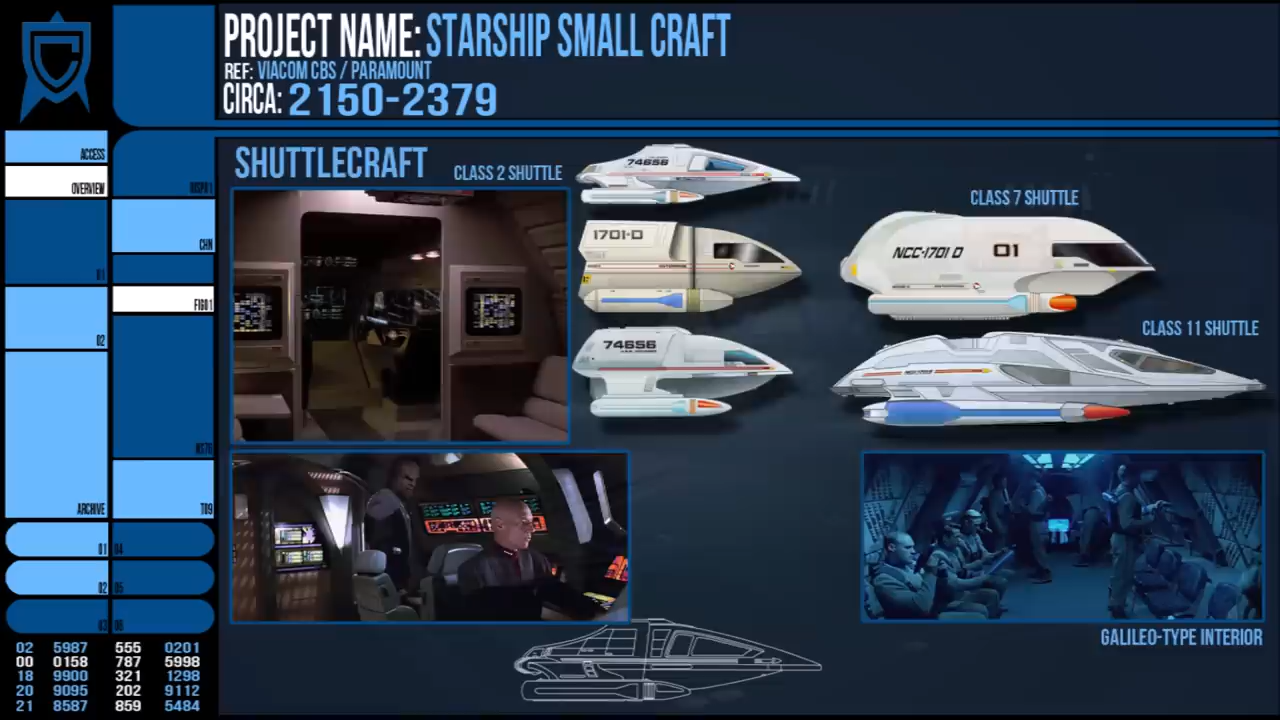 PROJECT NAME: STARSHIP SMALL CRAFT
REF: VIACOM CBS / PARAMOUNT
CIRCA: 2150-2379
ACCESS
OVERVIEW
01
02
ARCHIVE
CHN
FIG01
T09
01 04
02 05
03 06
02 5987 555 0201
00 0158 787 5998
18 9900 321 1298
20 9095 202 9112
21 8587 859 5484
SHUTTLECRAFT
CLASS 2 SHUTTLE
74656
1701-D
74656
CLASS 7 SHUTTLE
NCC-1701 D 01
CLASS 11 SHUTTLE
GALILEO-TYPE INTERIOR